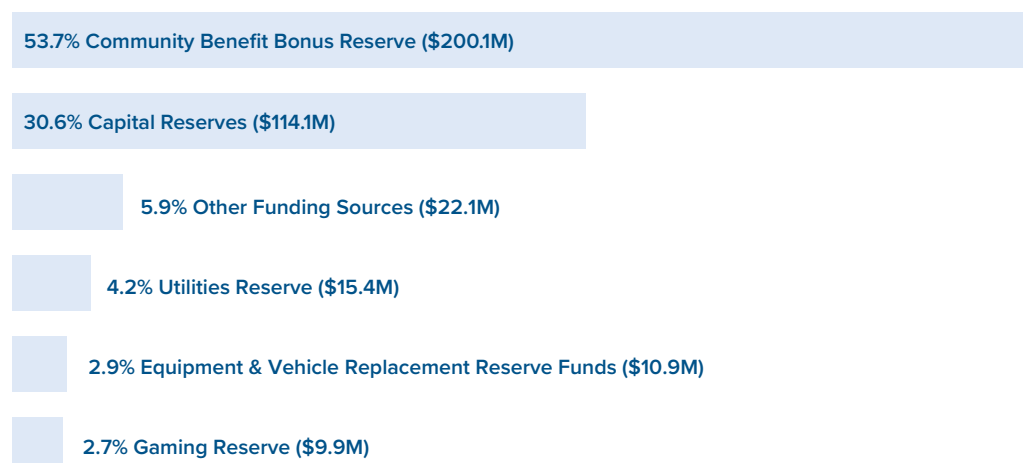 53.7% Community Benefit Bonus Reserve ($200.1M)
30.6% Capital Reserves ($114.1M)
5.9% Other Funding Sources ($22.1M)
4.2% Utilities Reserve ($15.4M)
2.9% Equipment & Vehicle Replacement Reserve Funds ($10.9M)
2.7% Gaming Reserve ($9.9M)